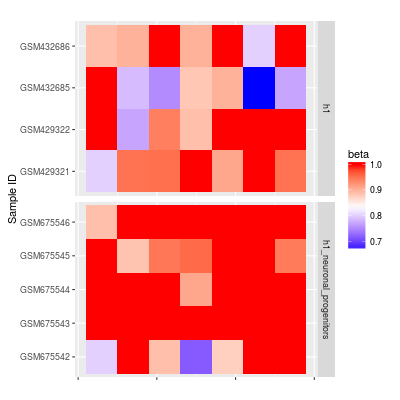 GSM432686
GSM432685
GSM429322
GSM429321
h1
GSM675546
GSM675545
GSM675544
GSM675543
GSM675542
h1_neuronal_progenitors
Sample ID
beta
1.0
0.9
0.8
0.7